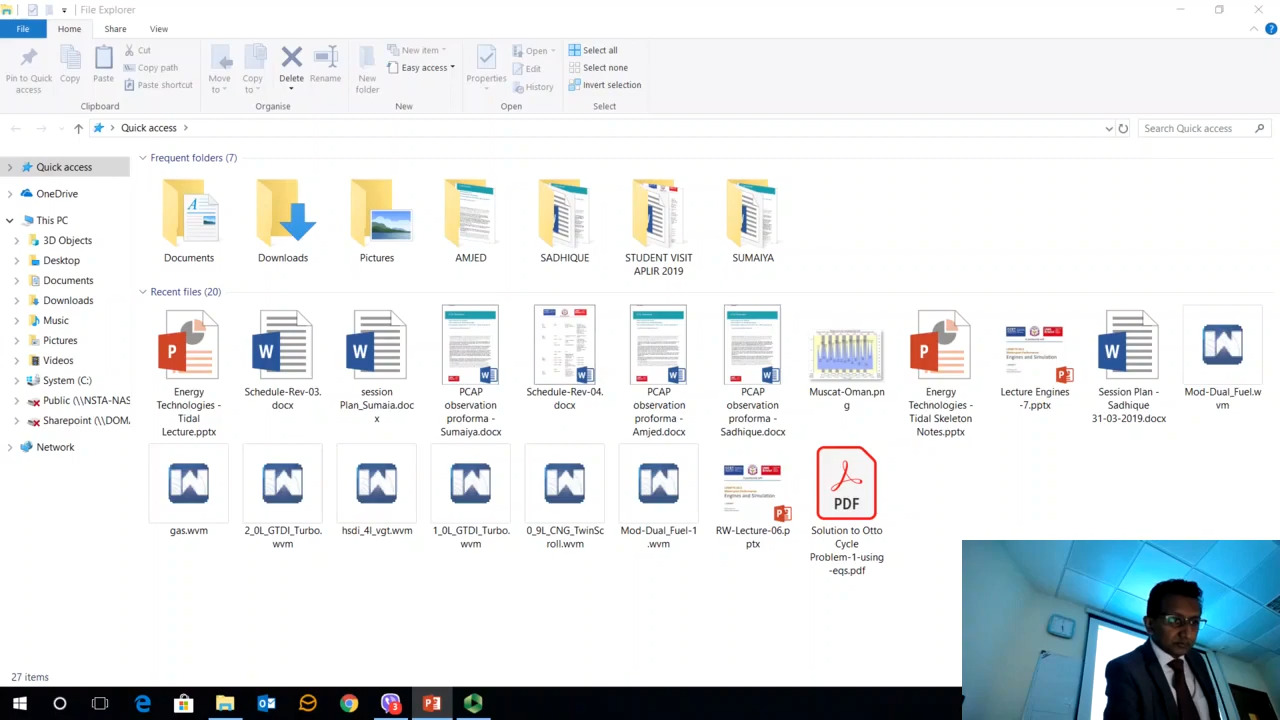 File Explorer
File
Home
Share
View
Pin to Quick
access
Copy
Paste
Cut
Copy path
Paste shortcut
Clipboard
Move
to
Copy
to
Delete
Rename
Organise
New
folder
New item
Easy access
New
Properties
Open
Edit
History
Open
Select all
Select none
Invert selection
Select
Quick access
Search Quick access
Quick access
OneDrive
This PC
3D Objects
Desktop
Documents
Downloads
Music
Pictures
Videos
System (C:)
Public (\\NSTA-NAS
Sharepoint (\\DOM
Network
Frequent folders (7)
Documents
Downloads
Pictures
AMJED
SADHIQUE
STUDENT VISIT
APLIR 2019
SUMAIYA
Recent files (20)
Energy
Technologies -
Tidal
Lecture.pptx
Schedule-Rev-03.
docx
session
Plan_Sumaia.doc
x
PCAP
observation
proforma -
Sumaiya.docx
Schedule-Rev-04.
docx
PCAP
observation
proforma -
Amjed.docx
PCAP
observation
proforma -
Sadhique.docx
Muscat-Oman.pn
g
Energy
Technologies -
Tidal Skeleton
Notes.pptx
Engines and Simulation
Lecture Engines
-7.pptx
Session Plan -
Sadhique
31-03-2019.docx
Mod-Dual_Fuel.w
vm
gas.wvm
2_0L_GTDI_Turbo.
wvm
hsdi_4l_vgt.wvm
1_0L_GTDI_Turbo.
wvm
0_9L_CNG_TwinSc
roll.wvm
Mod-Dual_Fuel-1
.wvm
Engines and Simulation
RW-Lecture-06.p
ptx
PDF
Solution to Otto
Cycle
Problem-1-using
-eqs.pdf
27 items